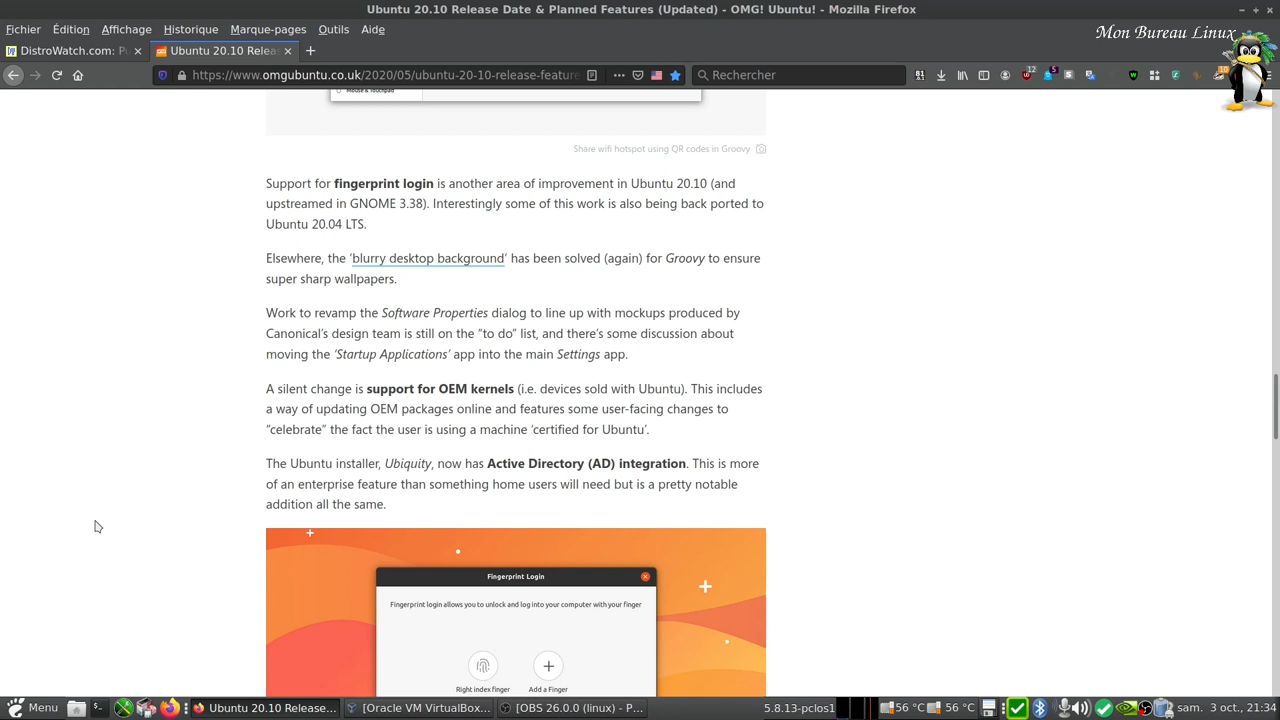 Ubuntu 20.10 Release Date & Planned Features (Updated) - OMG! Ubuntu! - Mozilla Firefox
Fichier Édition Affichage Historique Marque-pages Outils Aide
Mon Bureau Linux
DistroWatch.com: Pu
Ubuntu 20.10 Relea
https://www.omgubuntu.co.uk/2020/05/ubuntu-20-10-release-feature
Rechercher
12 5 10
Mouse & Touchpad
Share wifi hotspot using QR codes in Groovy
Support for fingerprint login is another area of improvement in Ubuntu 20.10 (and
upstreamed in GNOME 3.38). Interestingly some of this work is also being back ported to
Ubuntu 20.04 LTS.
Elsewhere, the ‘blurry desktop background‘ has been solved (again) for Groovy to ensure
super sharp wallpapers.
Work to revamp the Software Properties dialog to line up with mockups produced by
Canonical’s design team is still on the “to do” list, and there’s some discussion about
moving the ‘Startup Applications’ app into the main Settings app.
A silent change is support for OEM kernels (i.e. devices sold with Ubuntu). This includes
a way of updating OEM packages online and features some user-facing changes to
“celebrate” the fact the user is using a machine ‘certified for Ubuntu’.
The Ubuntu installer, Ubiquity, now has Active Directory (AD) integration. This is more
of an enterprise feature than something home users will need but is a pretty notable
addition all the same.
Fingerprint Login
Fingerprint login allows you to unlock and log into your computer with your finger
Right index finger Add a Finger
Menu Ubuntu 20.10 Release... [Oracle VM VirtualBox... [OBS 26.0.0 (linux) - P... 5.8.13-pclos1 56 °C 56 °C sam. 3 oct., 21:34